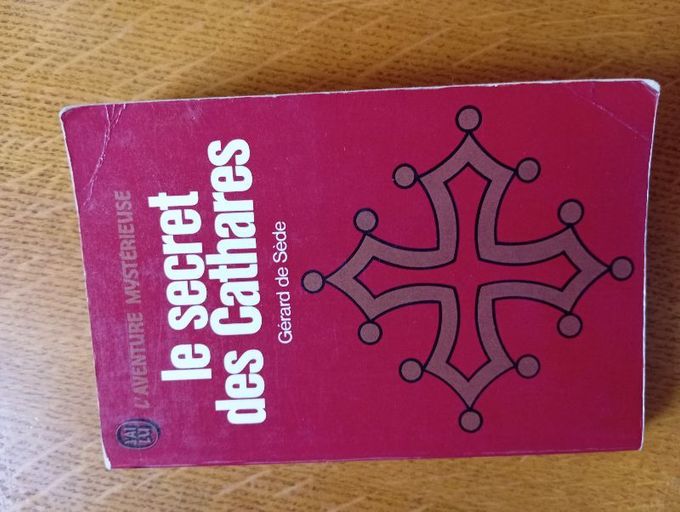 L'AVENTURE MYSTÉRIEUSE
le secret
des Cathares
Gérard de Sède
J'AI
LU